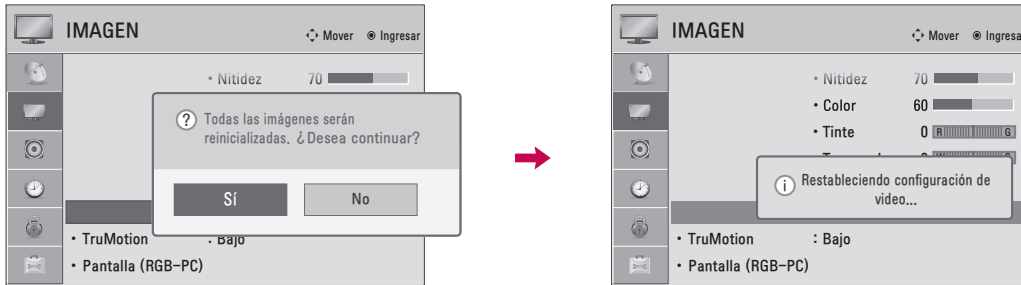 IMAGEN
Mover
Ingresar
• Nitidez 70
Todas las imágenes serán
reinicializadas. ¿Desea continuar?
Sí
No
• TruMotion : Bajo
• Pantalla (RGB-PC)
IMAGEN
Mover
Ingresa
• Nitidez 70
• Color 60
• Tinte 0 R G
Restableciendo configuración de
video...
• TruMotion : Bajo
• Pantalla (RGB-PC)